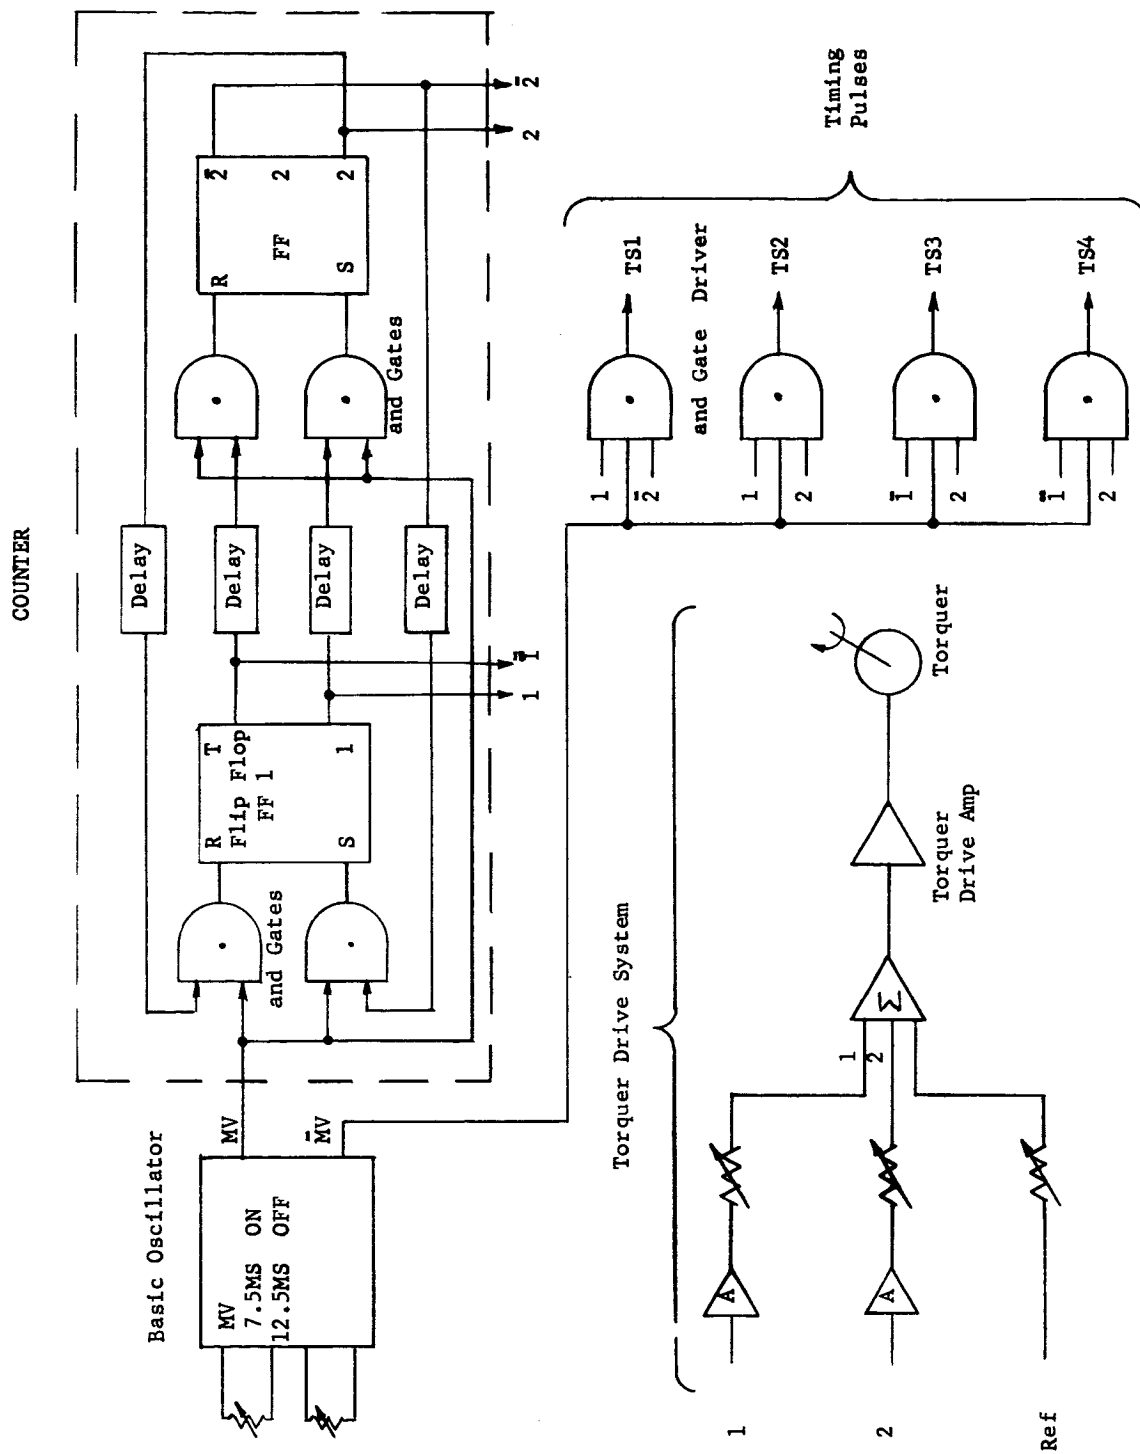 COUNTER
Basic Oscillator
MV
7.5MS ON
12.5MS OFF
MV
M̄V
and Gates
R T
Flip Flop
FF 1
S 1
1
1̄
Delay
Delay
Delay
Delay
and Gates
R 2̄
FF 2
S 2
2
2̄
Torquer Drive System
1
2
Ref
A
A
1
2
Σ
Torquer
Drive Amp
Torquer
1
2̄
TS1
and Gate Driver
1
2
TS2
1̄
2
TS3
1̄
2
TS4
Timing
Pulses